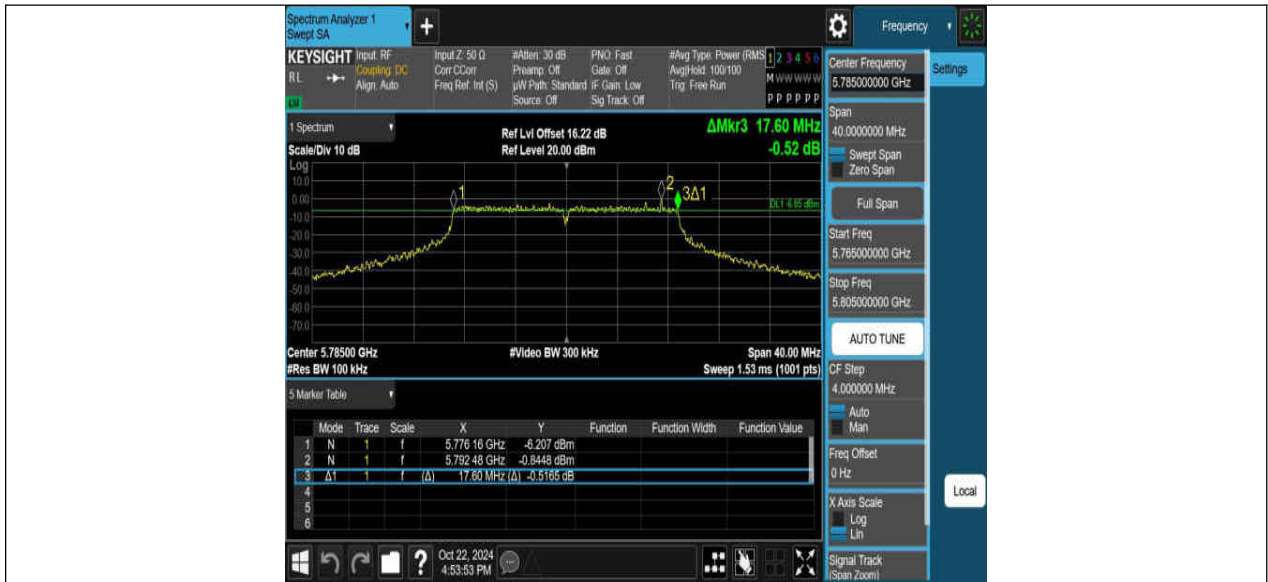 Spectrum Analyzer 1
Swept SA
+
Frequency
KEYSIGHT Input: RF Input Z: 50 Ω #Atten: 30 dB PNO: Fast #Avg Type: Power (RMS 1 2 3 4 5 6
RL Coupling: DC Corr CCorr Preamp: Off Gate: Off Avg|Hold: 100/100 M W W W W W
Align: Auto Freq Ref: Int (S) µW Path: Standard IF Gain: Low Trig: Free Run
Source: Off Sig Track: Off P P P P P P
1 Spectrum
Ref Lvl Offset 16.22 dB
ΔMkr3 17.60 MHz
Scale/Div 10 dB
Ref Level 20.00 dBm
-0.52 dB
Log
10.0
0.00
-10.0
-20.0
-30.0
-40.0
-50.0
-60.0
-70.0
1
2
3Δ1
Center 5.78500 GHz #Video BW 300 kHz Span 40.00 MHz
#Res BW 100 kHz Sweep 1.53 ms (1001 pts)
5 Marker Table
Mode Trace Scale X Y Function Function Width Function Value
1 N 1 f 5.776 16 GHz -6.207 dBm
2 N 1 f 5.792 48 GHz -0.8448 dBm
3 Δ1 1 f (Δ) 17.60 MHz (Δ) -0.5165 dB
4
5
6
Oct 22, 2024
4:53:53 PM
?
Center Frequency
5.785000000 GHz
Settings
Span
40.0000000 MHz
Swept Span
Zero Span
Full Span
Start Freq
5.765000000 GHz
Stop Freq
5.805000000 GHz
AUTO TUNE
CF Step
4.000000 MHz
Auto
Man
Freq Offset
0 Hz
X Axis Scale
Log
Lin
Local
Signal Track
(Span Zoom)